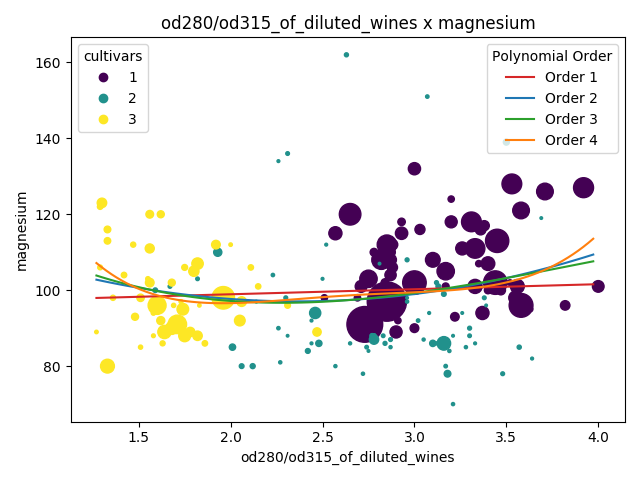 od280/od315_of_diluted_wines x magnesium
cultivars
1
2
3
Polynomial Order
Order 1
Order 2
Order 3
Order 4
magnesium
160
140
120
100
80
1.5 2.0 2.5 3.0 3.5 4.0
od280/od315_of_diluted_wines